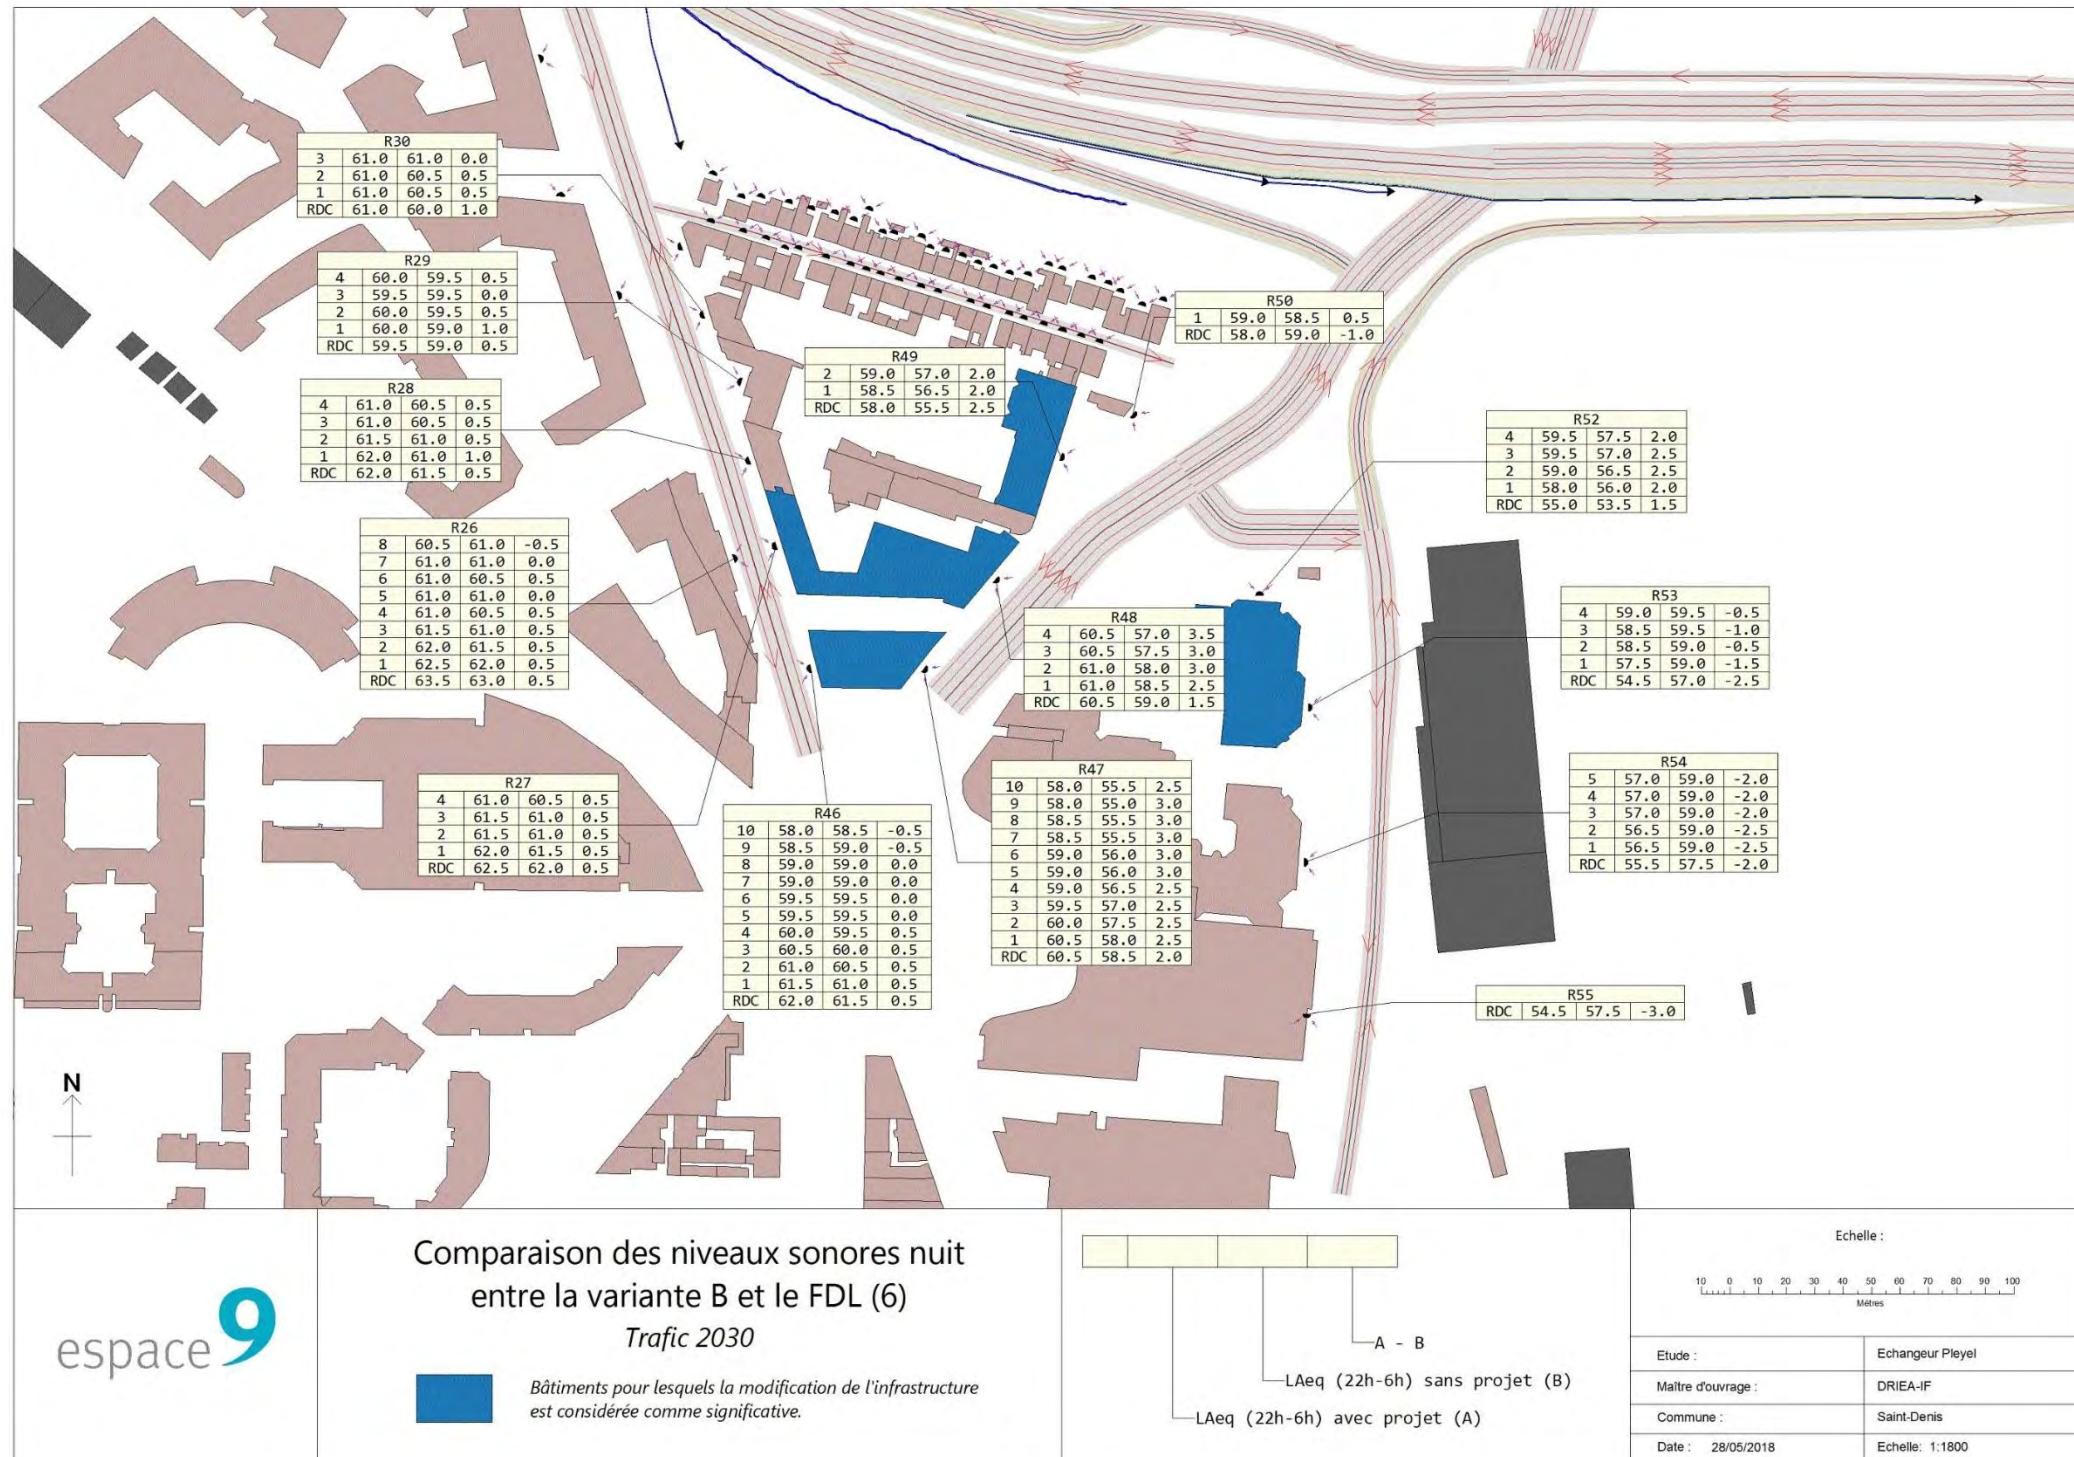 R30
3 61.0 61.0 0.0
2 61.0 60.5 0.5
1 61.0 60.5 0.5
RDC 61.0 60.0 1.0
R29
4 60.0 59.5 0.5
3 59.5 59.5 0.0
2 60.0 59.5 0.5
1 60.0 59.0 1.0
RDC 59.5 59.0 0.5
R50
1 59.0 58.5 0.5
RDC 58.0 59.0 -1.0
R49
2 59.0 57.0 2.0
1 58.5 56.5 2.0
RDC 58.0 55.5 2.5
R28
4 61.0 60.5 0.5
3 61.0 60.5 0.5
2 61.5 61.0 0.5
1 62.0 61.0 1.0
RDC 62.0 61.5 0.5
R52
4 59.5 57.5 2.0
3 59.5 57.0 2.5
2 59.0 56.5 2.5
1 58.0 56.0 2.0
RDC 55.0 53.5 1.5
R26
8 60.5 61.0 -0.5
7 61.0 61.0 0.0
6 61.0 60.5 0.5
5 61.0 61.0 0.0
4 61.0 60.5 0.5
3 61.5 61.0 0.5
2 62.0 61.5 0.5
1 62.5 62.0 0.5
RDC 63.5 63.0 0.5
R53
4 59.0 59.5 -0.5
3 58.5 59.5 -1.0
2 58.5 59.0 -0.5
1 57.5 59.0 -1.5
RDC 54.5 57.0 -2.5
R48
4 60.5 57.0 3.5
3 60.5 57.5 3.0
2 61.0 58.0 3.0
1 61.0 58.5 2.5
RDC 60.5 59.0 1.5
R54
5 57.0 59.0 -2.0
4 57.0 59.0 -2.0
3 57.0 59.0 -2.0
2 56.5 59.0 -2.5
1 56.5 59.0 -2.5
RDC 55.5 57.5 -2.0
R47
10 58.0 55.5 2.5
9 58.0 55.0 3.0
8 58.5 55.5 3.0
7 58.5 55.5 3.0
6 59.0 56.0 3.0
5 59.0 56.0 3.0
4 59.0 56.5 2.5
3 59.5 57.0 2.5
2 60.0 57.5 2.5
1 60.5 58.0 2.5
RDC 60.5 58.5 2.0
R27
4 61.0 60.5 0.5
3 61.5 61.0 0.5
2 61.5 61.0 0.5
1 62.0 61.5 0.5
RDC 62.5 62.0 0.5
R46
10 58.0 58.5 -0.5
9 58.5 59.0 -0.5
8 59.0 59.0 0.0
7 59.0 59.0 0.0
6 59.5 59.5 0.0
5 59.5 59.5 0.0
4 60.0 59.5 0.5
3 60.5 60.0 0.5
2 61.0 60.5 0.5
1 61.5 61.0 0.5
RDC 62.0 61.5 0.5
R55
RDC 54.5 57.5 -3.0
N
espace 9
Comparaison des niveaux sonores nuit
entre la variante B et le FDL (6)
Trafic 2030
Bâtiments pour lesquels la modification de l'infrastructure
est considérée comme significative.
A - B
LAeq (22h-6h) sans projet (B)
LAeq (22h-6h) avec projet (A)
Echelle :
10 0 10 20 30 40 50 60 70 80 90 100
Mètres
Etude : Echangeur Pleyel
Maître d'ouvrage : DRIEA-IF
Commune : Saint-Denis
Date : 28/05/2018 Echelle: 1:1800